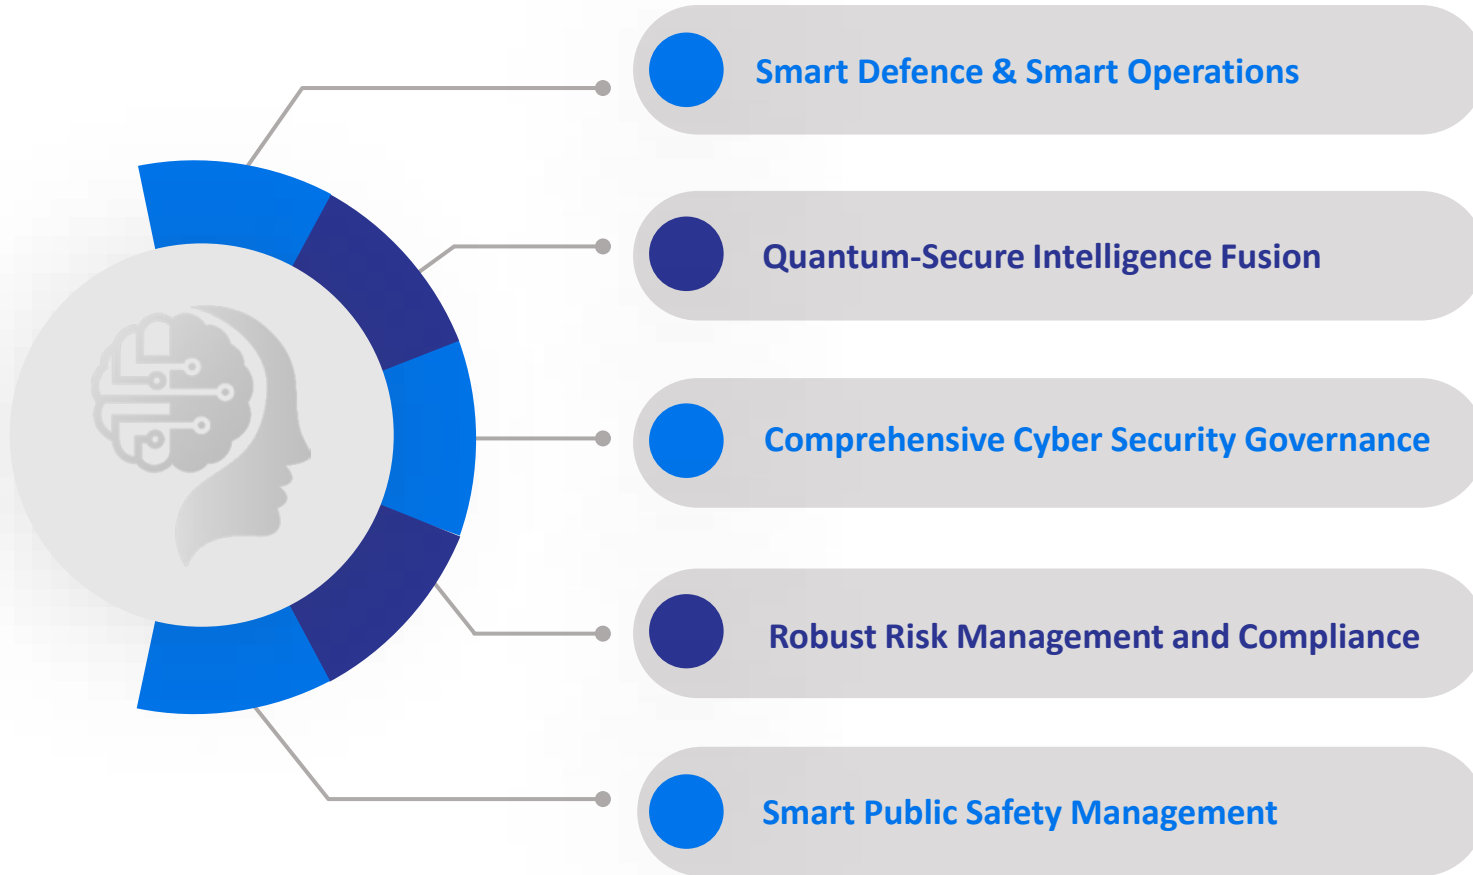 Smart Defence & Smart Operations
Quantum-Secure Intelligence Fusion
Comprehensive Cyber Security Governance
Robust Risk Management and Compliance
Smart Public Safety Management